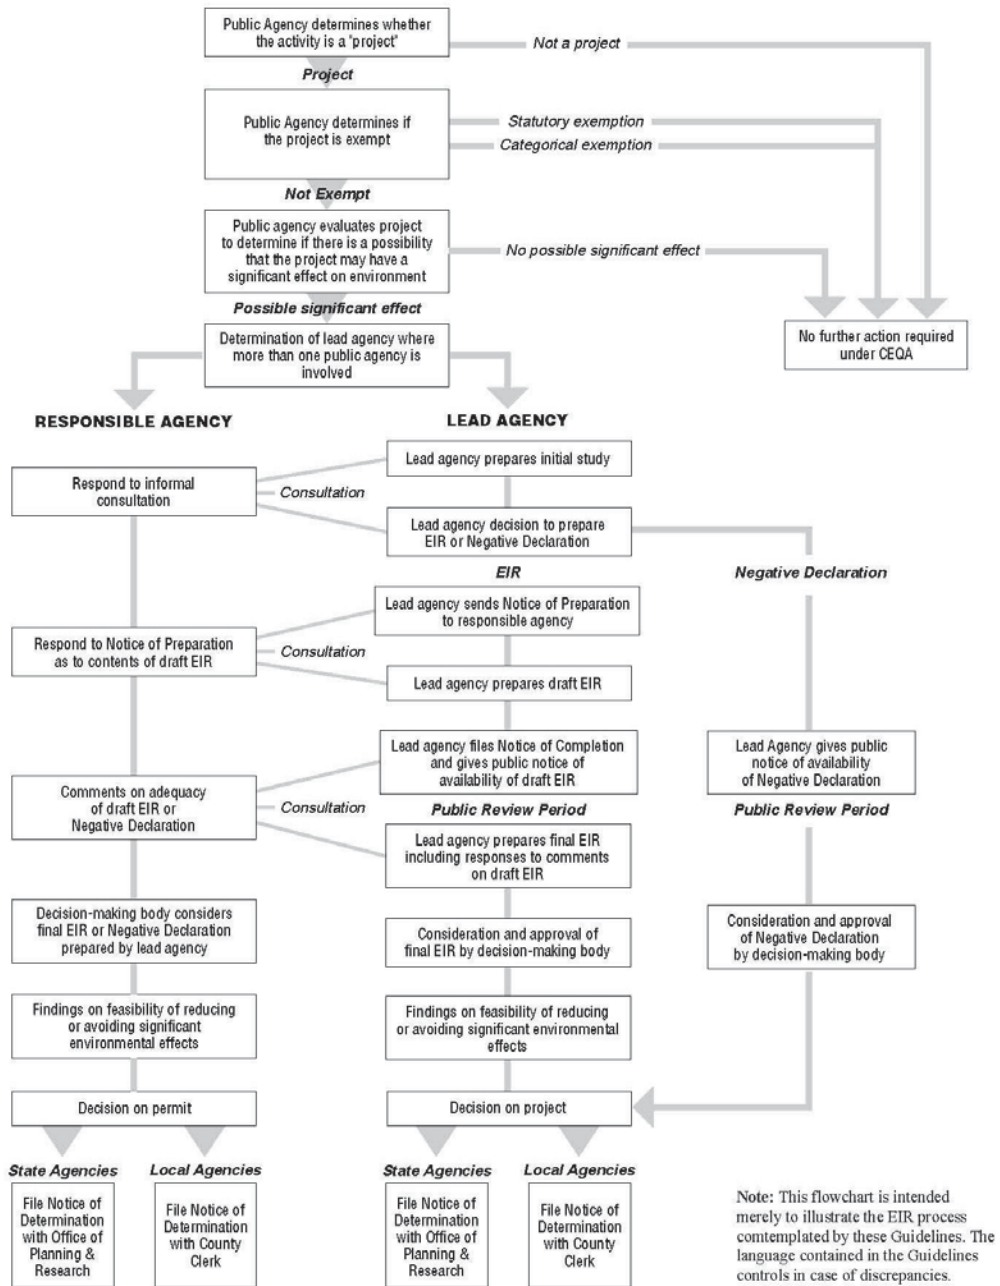 Public Agency determines whether
the activity is a "project"
Not a project
Project
Public Agency determines if
the project is exempt
Statutory exemption
Categorical exemption
Not Exempt
Public agency evaluates project
to determine if there is a possibility
that the project may have a
significant effect on environment
No possible significant effect
Possible significant effect
No further action required
under CEQA
Determination of lead agency where
more than one public agency is
involved
RESPONSIBLE AGENCY
LEAD AGENCY
Respond to informal
consultation
Consultation
Lead agency prepares initial study
Lead agency decision to prepare
EIR or Negative Declaration
EIR
Negative Declaration
Respond to Notice of Preparation
as to contents of draft EIR
Consultation
Lead agency sends Notice of Preparation
to responsible agency
Lead agency prepares draft EIR
Lead agency files Notice of Completion
and gives public notice of
availability of draft EIR
Lead Agency gives public
notice of availability
of Negative Declaration
Comments on adequacy
of draft EIR or
Negative Declaration
Consultation
Public Review Period
Public Review Period
Lead agency prepares final EIR
including responses to comments
on draft EIR
Decision-making body considers
final EIR or Negative Declaration
prepared by lead agency
Consideration and approval of
final EIR by decision-making body
Consideration and approval
of Negative Declaration
by decision-making body
Findings on feasibility of reducing
or avoiding significant
environmental effects
Findings on feasibility of reducing
or avoiding significant environmental
effects
Decision on permit
Decision on project
State Agencies
Local Agencies
State Agencies
Local Agencies
File Notice of
Determination
with Office of
Planning &
Research
File Notice of
Determination
with County
Clerk
File Notice of
Determination
with Office of
Planning &
Research
File Notice of
Determination
with County
Clerk
Note: This flowchart is intended
merely to illustrate the EIR process
comtemplated by these Guidelines. The
language contained in the Guidelines
controls in case of discrepancies.